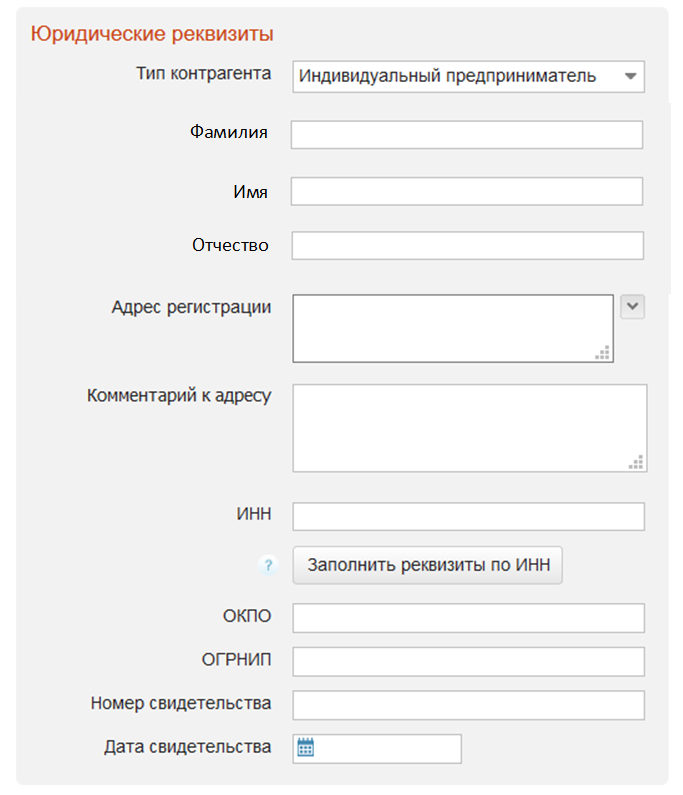 Юридические реквизиты
Тип контрагента
Индивидуальный предприниматель
Фамилия
Имя
Отчество
Адрес регистрации
Комментарий к адресу
ИНН
? Заполнить реквизиты по ИНН
ОКПО
ОГРНИП
Номер свидетельства
Дата свидетельства